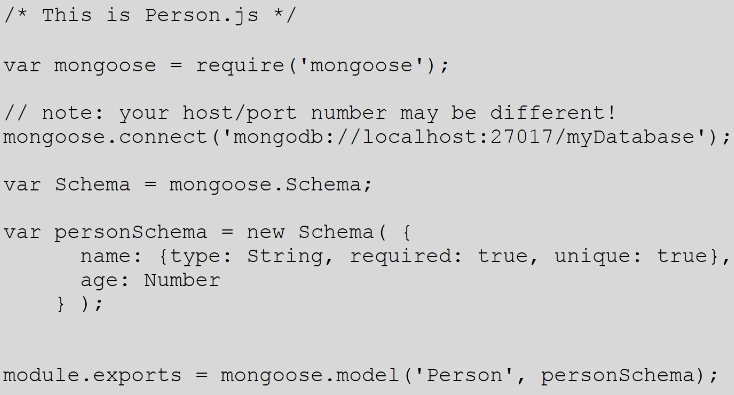 /* This is Person.js */
var mongoose = require('mongoose');
// note: your host/port number may be different!
mongoose.connect('mongodb://localhost:27017/myDatabase');
var Schema = mongoose.Schema;
var personSchema = new Schema( {
name: {type: String, required: true, unique: true},
age: Number
} );
module.exports = mongoose.model('Person', personSchema);